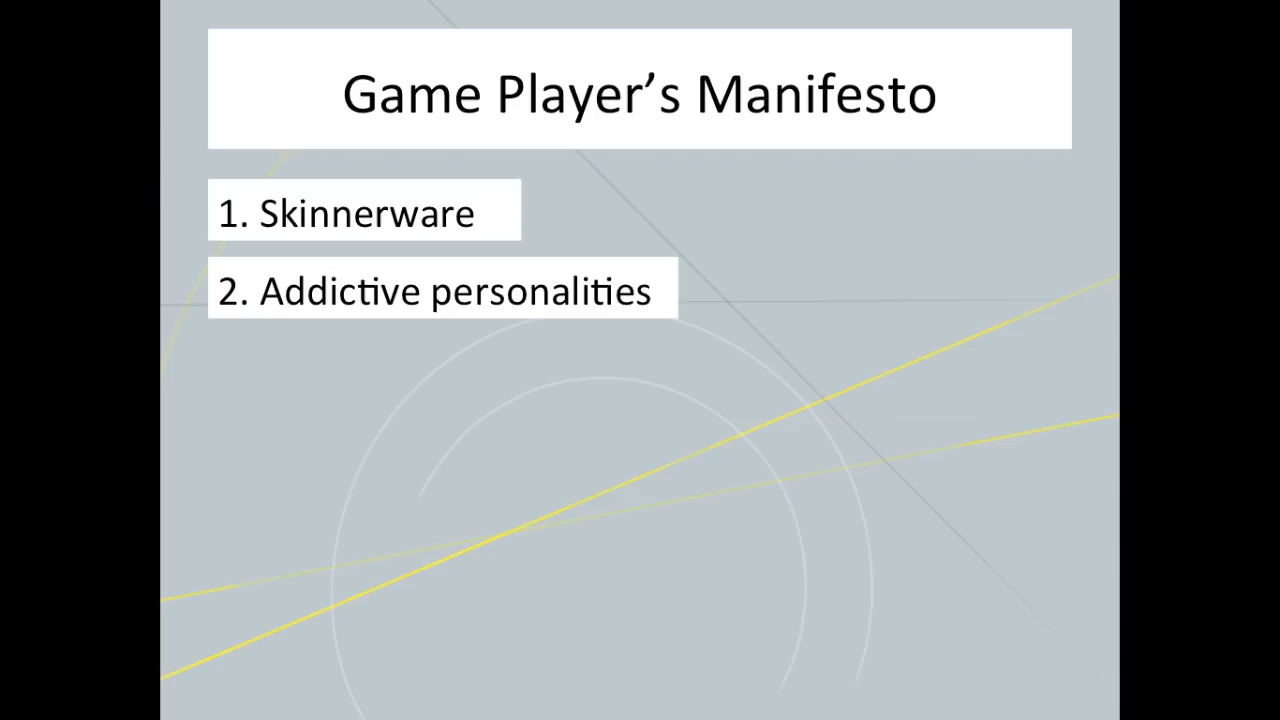 Game Player’s Manifesto
1. Skinnerware
2. Addictive personalities